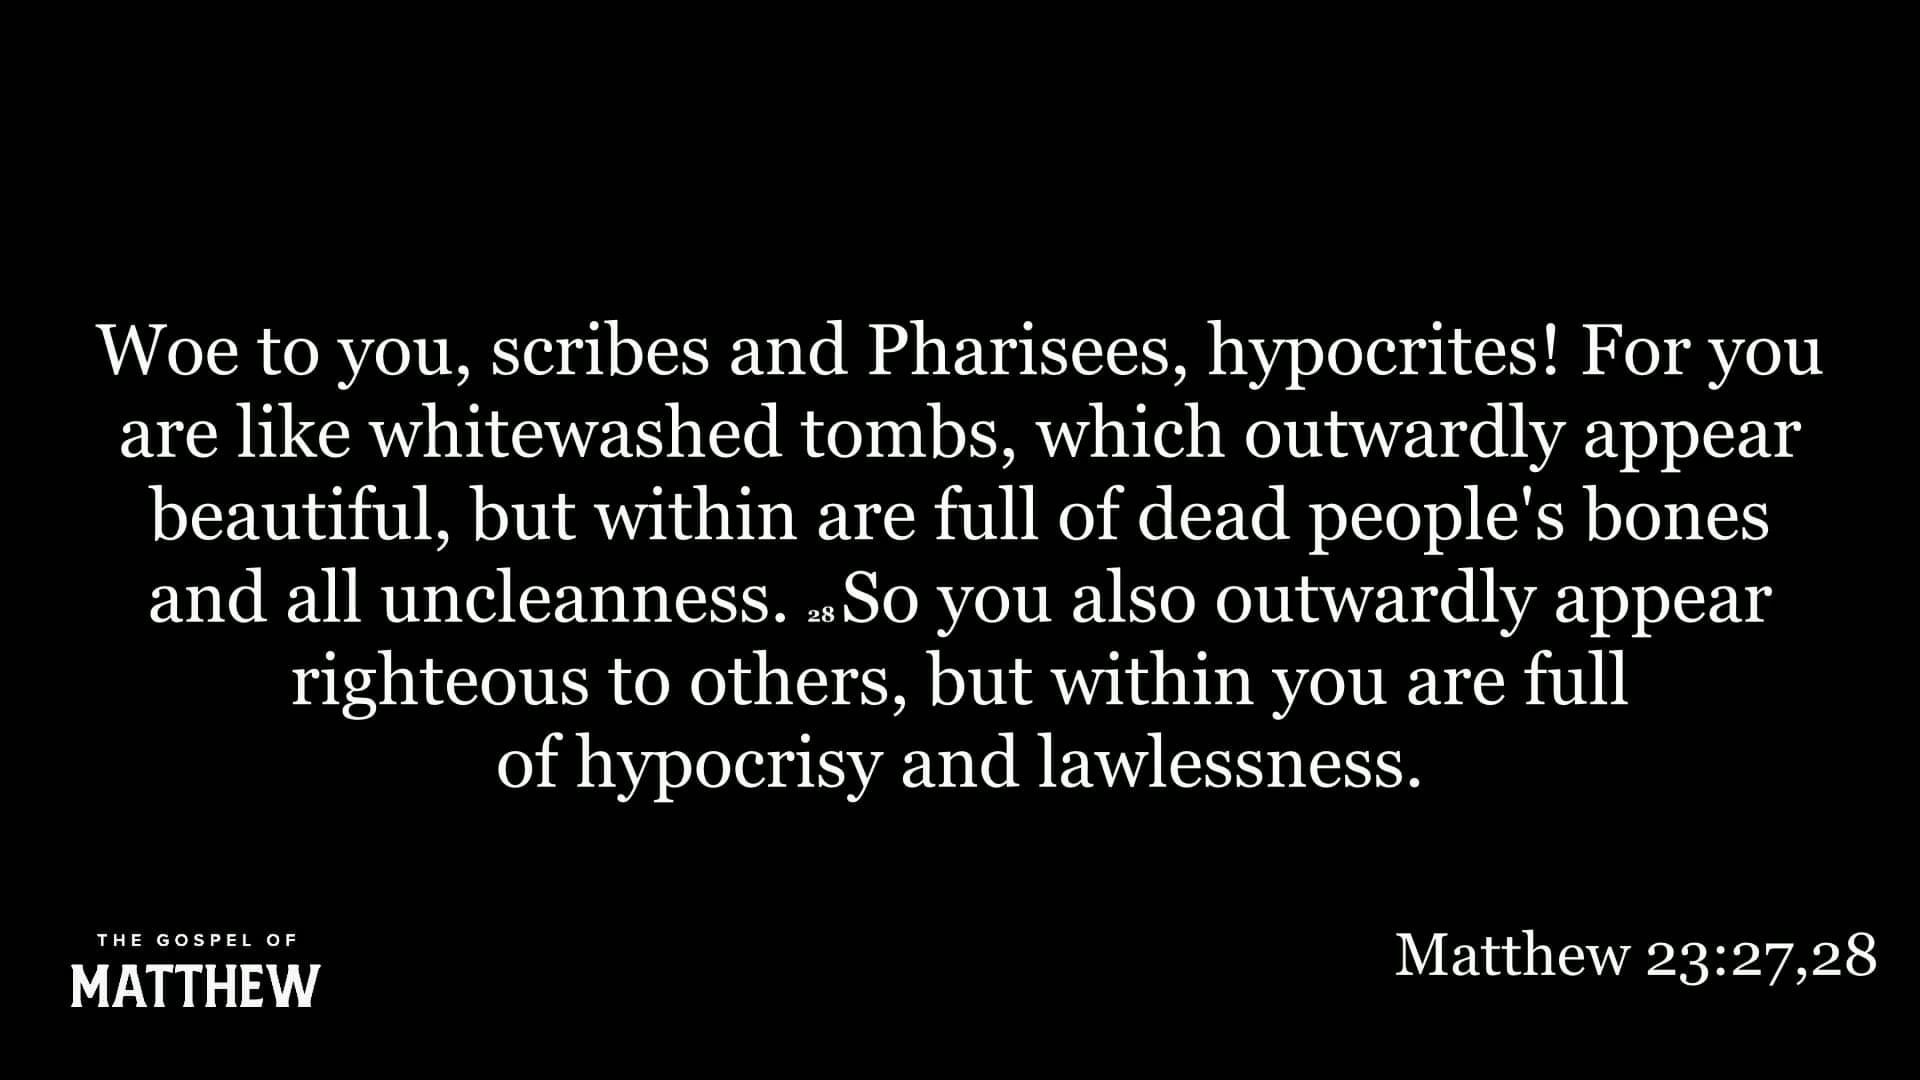 Woe to you, scribes and Pharisees, hypocrites! For you
are like whitewashed tombs, which outwardly appear
beautiful, but within are full of dead people's bones
and all uncleanness. 28 So you also outwardly appear
righteous to others, but within you are full
of hypocrisy and lawlessness.
THE GOSPEL OF
MATTHEW
Matthew 23:27,28